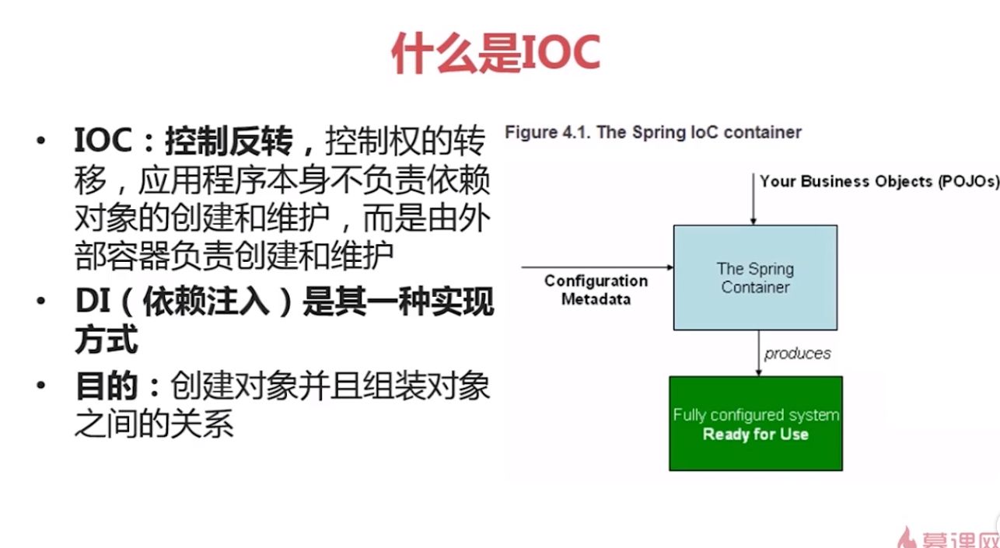 什么是IOC
• IOC：控制反转，控制权的转
移，应用程序本身不负责依赖
对象的创建和维护，而是由外
部容器负责创建和维护
• DI（依赖注入）是其一种实现
方式
• 目的：创建对象并且组装对象
之间的关系
Figure 4.1. The Spring IoC container
Your Business Objects (POJOs)
Configuration
Metadata
The Spring
Container
produces
Fully configured system
Ready for Use
慕课网